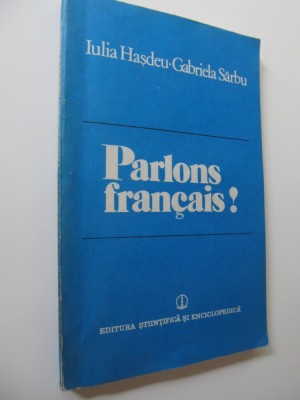 Iulia Hașdeu · Gabriela Sârbu
Parlons
français!
EDITURA ȘTIINȚIFICĂ ȘI ENCICLOPEDICĂ